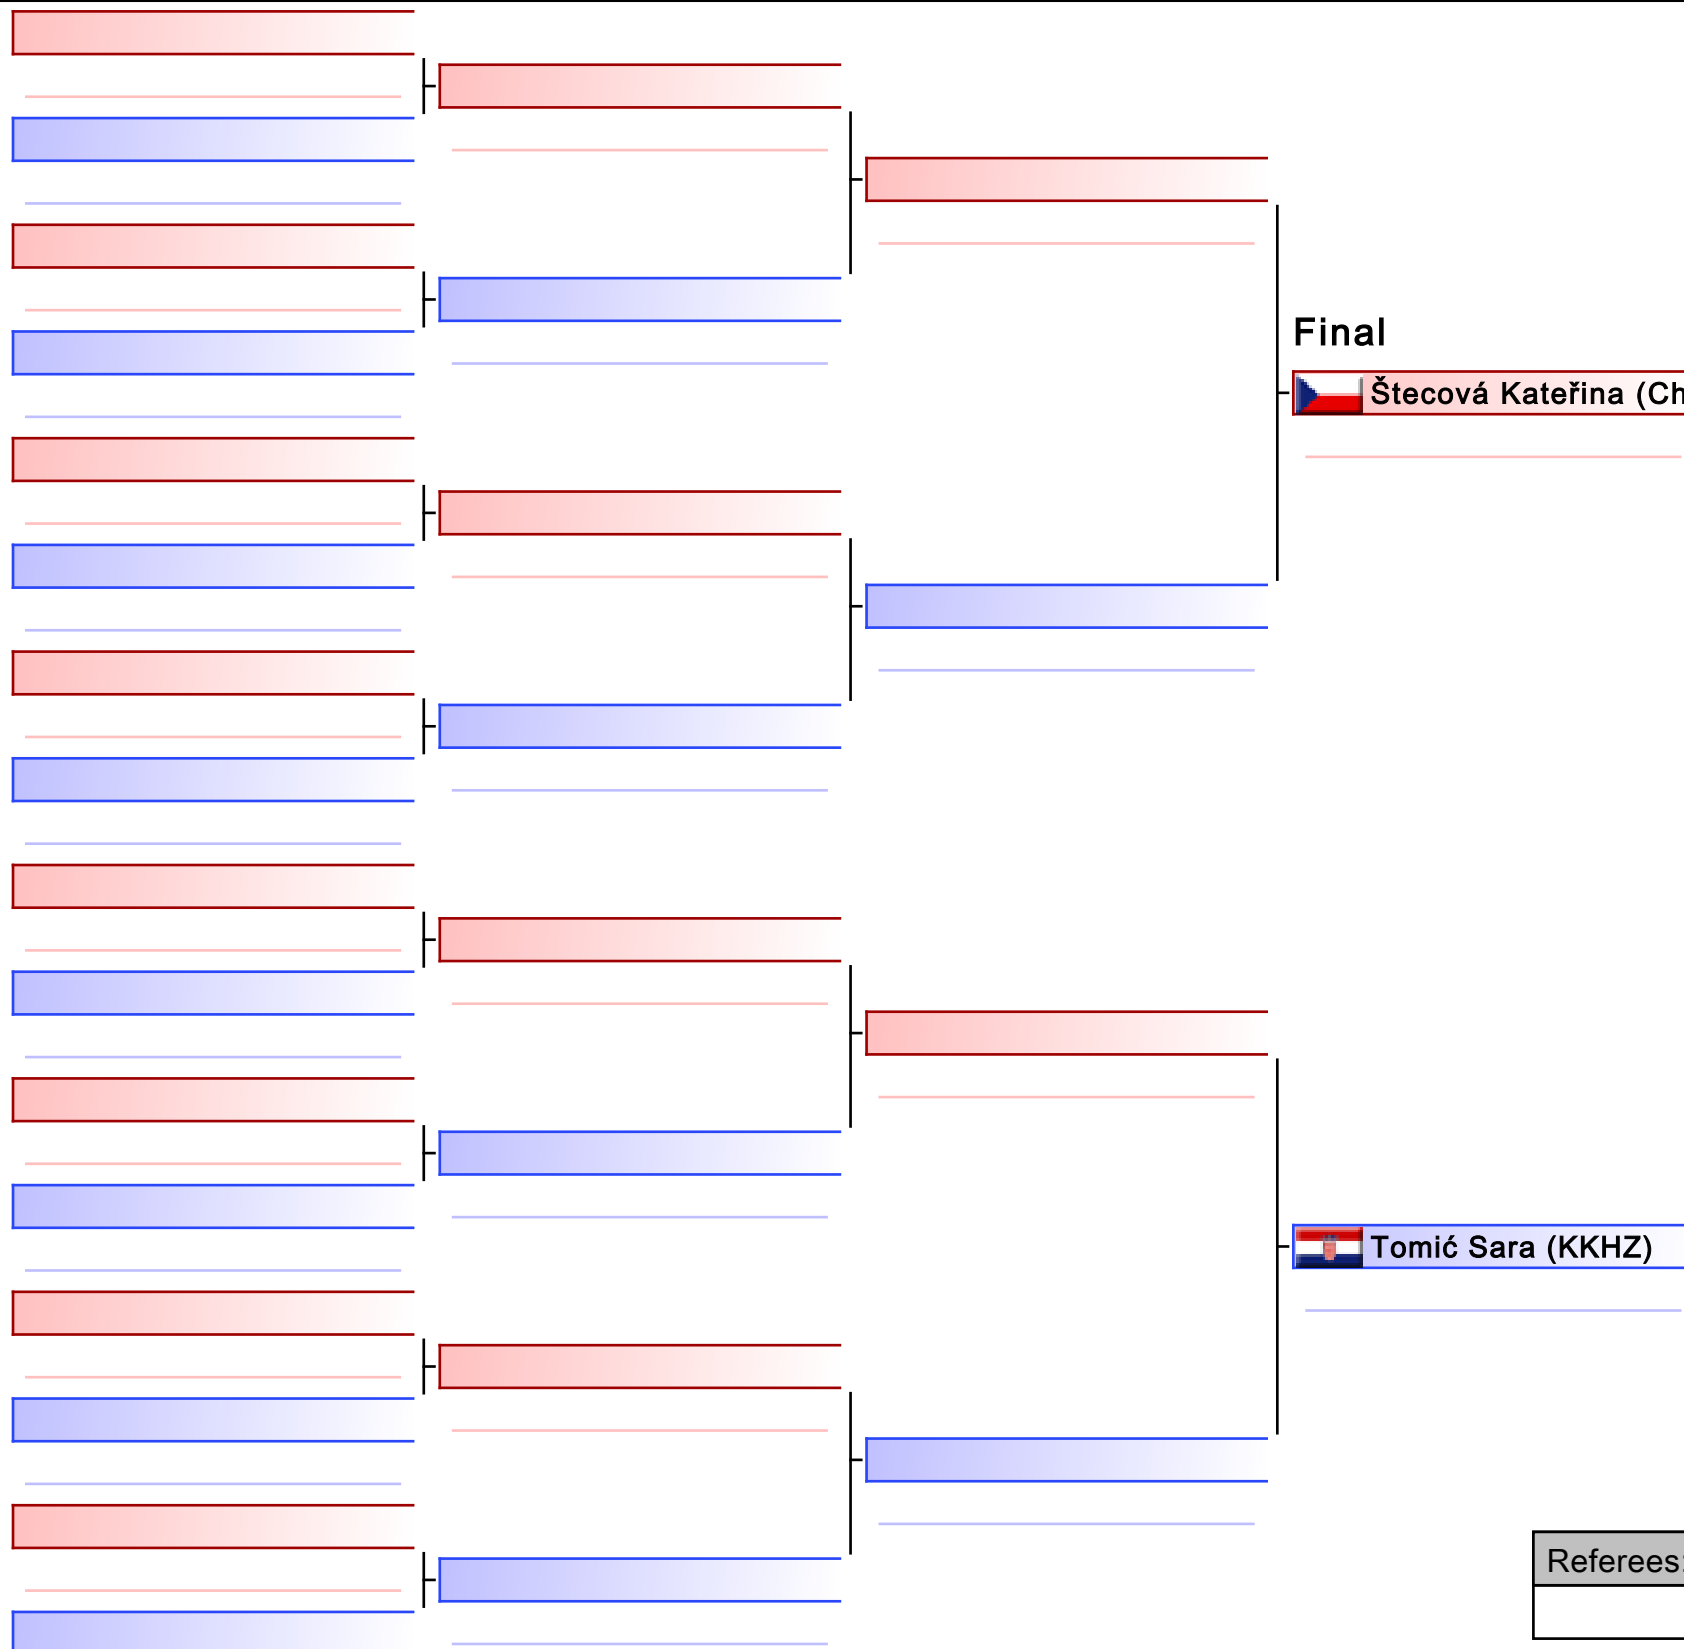 Final
Štecová Kateřina (Ch
Tomić Sara (KKHZ)
Referees: